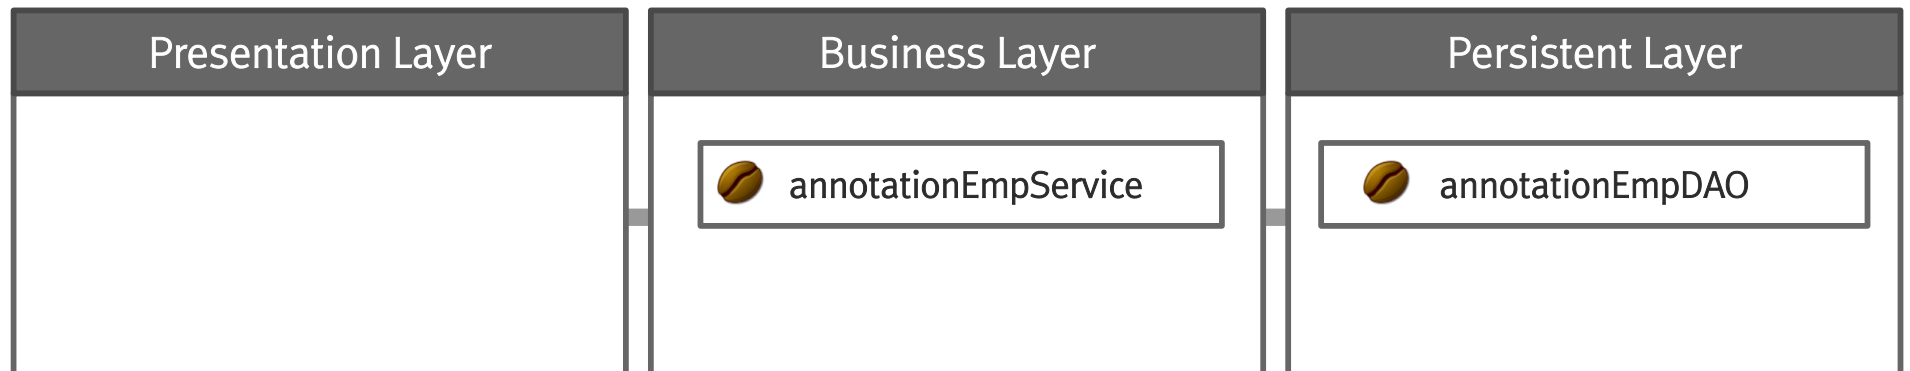 Presentation Layer
Business Layer
Persistent Layer
annotationEmpService
annotationEmpDAO